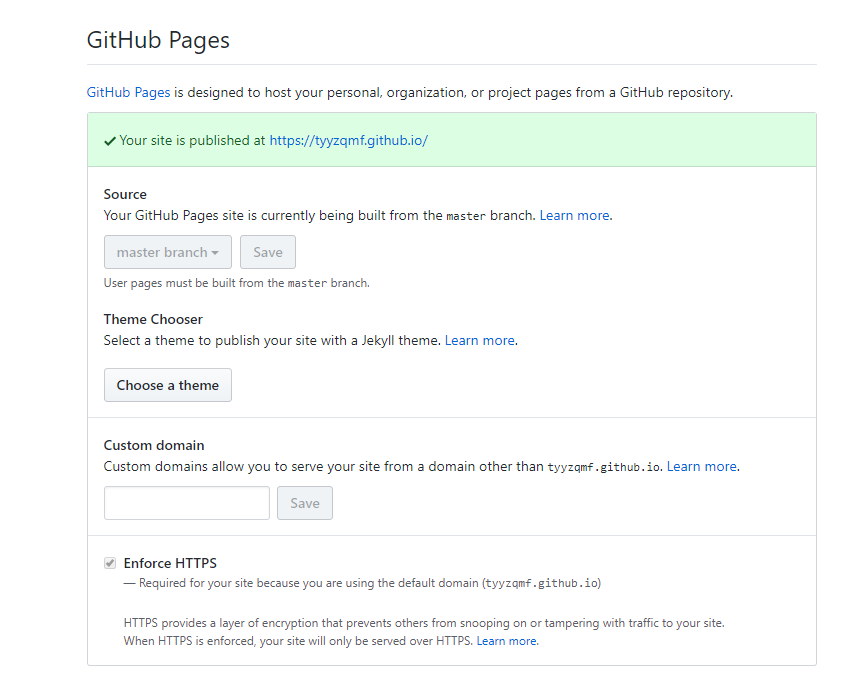 GitHub Pages
GitHub Pages is designed to host your personal, organization, or project pages from a GitHub repository.
Your site is published at https://tyyzqmf.github.io/
Source
Your GitHub Pages site is currently being built from the master branch. Learn more.
master branch Save
User pages must be built from the master branch.
Theme Chooser
Select a theme to publish your site with a Jekyll theme. Learn more.
Choose a theme
Custom domain
Custom domains allow you to serve your site from a domain other than tyyzqmf.github.io. Learn more.
Save
Enforce HTTPS
— Required for your site because you are using the default domain (tyyzqmf.github.io)
HTTPS provides a layer of encryption that prevents others from snooping on or tampering with traffic to your site.
When HTTPS is enforced, your site will only be served over HTTPS. Learn more.